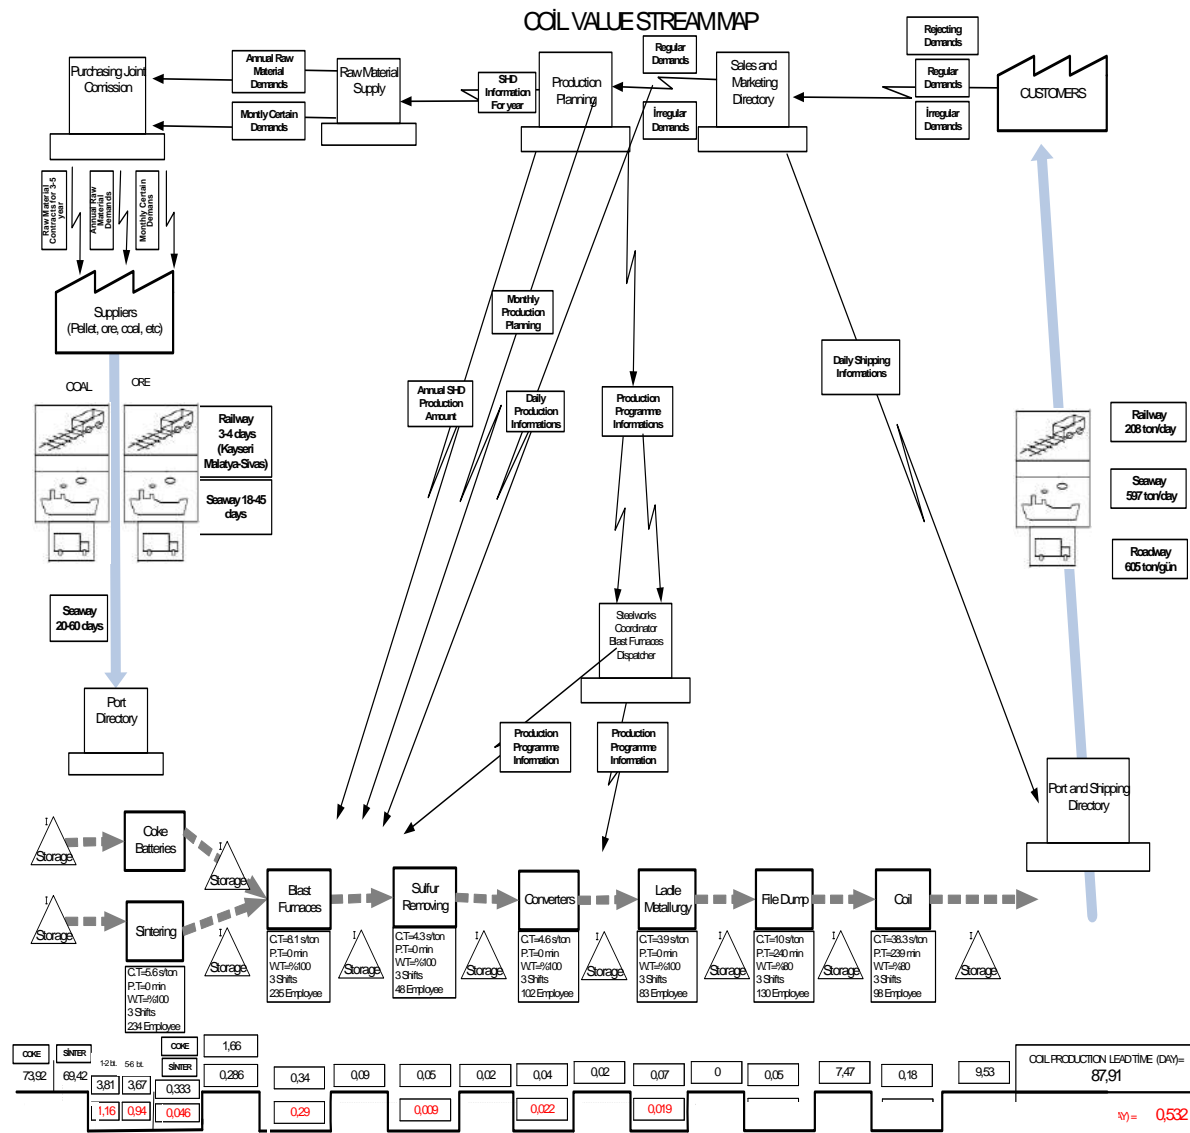 COİL VALUE STREAM MAP
Purchasing Joint
Comission
Annual Raw
Material
Demands
Montly Certain
Demands
Raw Material
Supply
SHD
Information
For year
Production
Planning
Regular
Demands
İrregular
Demands
Sales and
Marketing
Directory
Rejecting
Demands
Regular
Demands
İrregular
Demands
CUSTOMERS
Raw Material
Contracts for 3-5
year
Annual Raw
Material
Demands
Monthly Certain
Demans
Suppliers
(Pellet, ore, coal, etc)
COAL
ORE
Railway
3-4 days
(Kayseri
Malatya-Sivas)
Seaway 18-45
days
Seaway
20-60 days
Port
Directory
Monthly
Production
Planning
Annual SHD
Production
Amount
Daily
Production
Informations
Production
Programme
Informations
Daily Shipping
Informations
Railway
208 ton/day
Seaway
597 ton/day
Roadway
605 ton/gün
Steelworks
Coordinator
Blast Furnaces
Dispatcher
Production
Programme
Information
Production
Programme
Information
Port and Shipping
Directory
I
Storage
Coke
Batteries
I
Storage
I
Storage
Sintering
C.T=5.6 s/ton
P.T=0 min
W.T=%100
3 Shifts
234 Employee
I
Storage
Blast
Furnaces
C.T=8.1 s/ton
P.T=0 min
W.T=%100
3 Shifts
235 Employee
I
Storage
Sulfur
Removing
C.T=4.3 s/ton
P.T=0 min
W.T=%100
3 Shifts
48 Employee
I
Storage
Converters
C.T=4.6 s/ton
P.T=0 min
W.T=%100
3 Shifts
102 Employee
I
Storage
Ladle
Metallurgy
C.T=3.9 s/ton
P.T=0 min
W.T=%100
3 Shifts
83 Employee
I
Storage
File Dump
C.T=10 s/ton
P.T=240 min
W.T=%80
3 Shifts
130 Employee
I
Storage
Coil
C.T=38.3 s/ton
P.T=239 min
W.T=%80
3 Shifts
98 Employee
I
Storage
COKE
SİNTER
73,92
69,42
1-2 bt.
5-6 bt.
3,81
3,67
1,16
0,94
COKE
1,66
SİNTER
0,333
0,286
0,046
0,34
0,29
0,09
0,05
0,009
0,02
0,04
0,022
0,02
0,07
0,019
0
0,05
7,47
0,18
9,53
COIL PRODUCTION LEAD TİME (DAY)=
87,91
Y) = 0,532